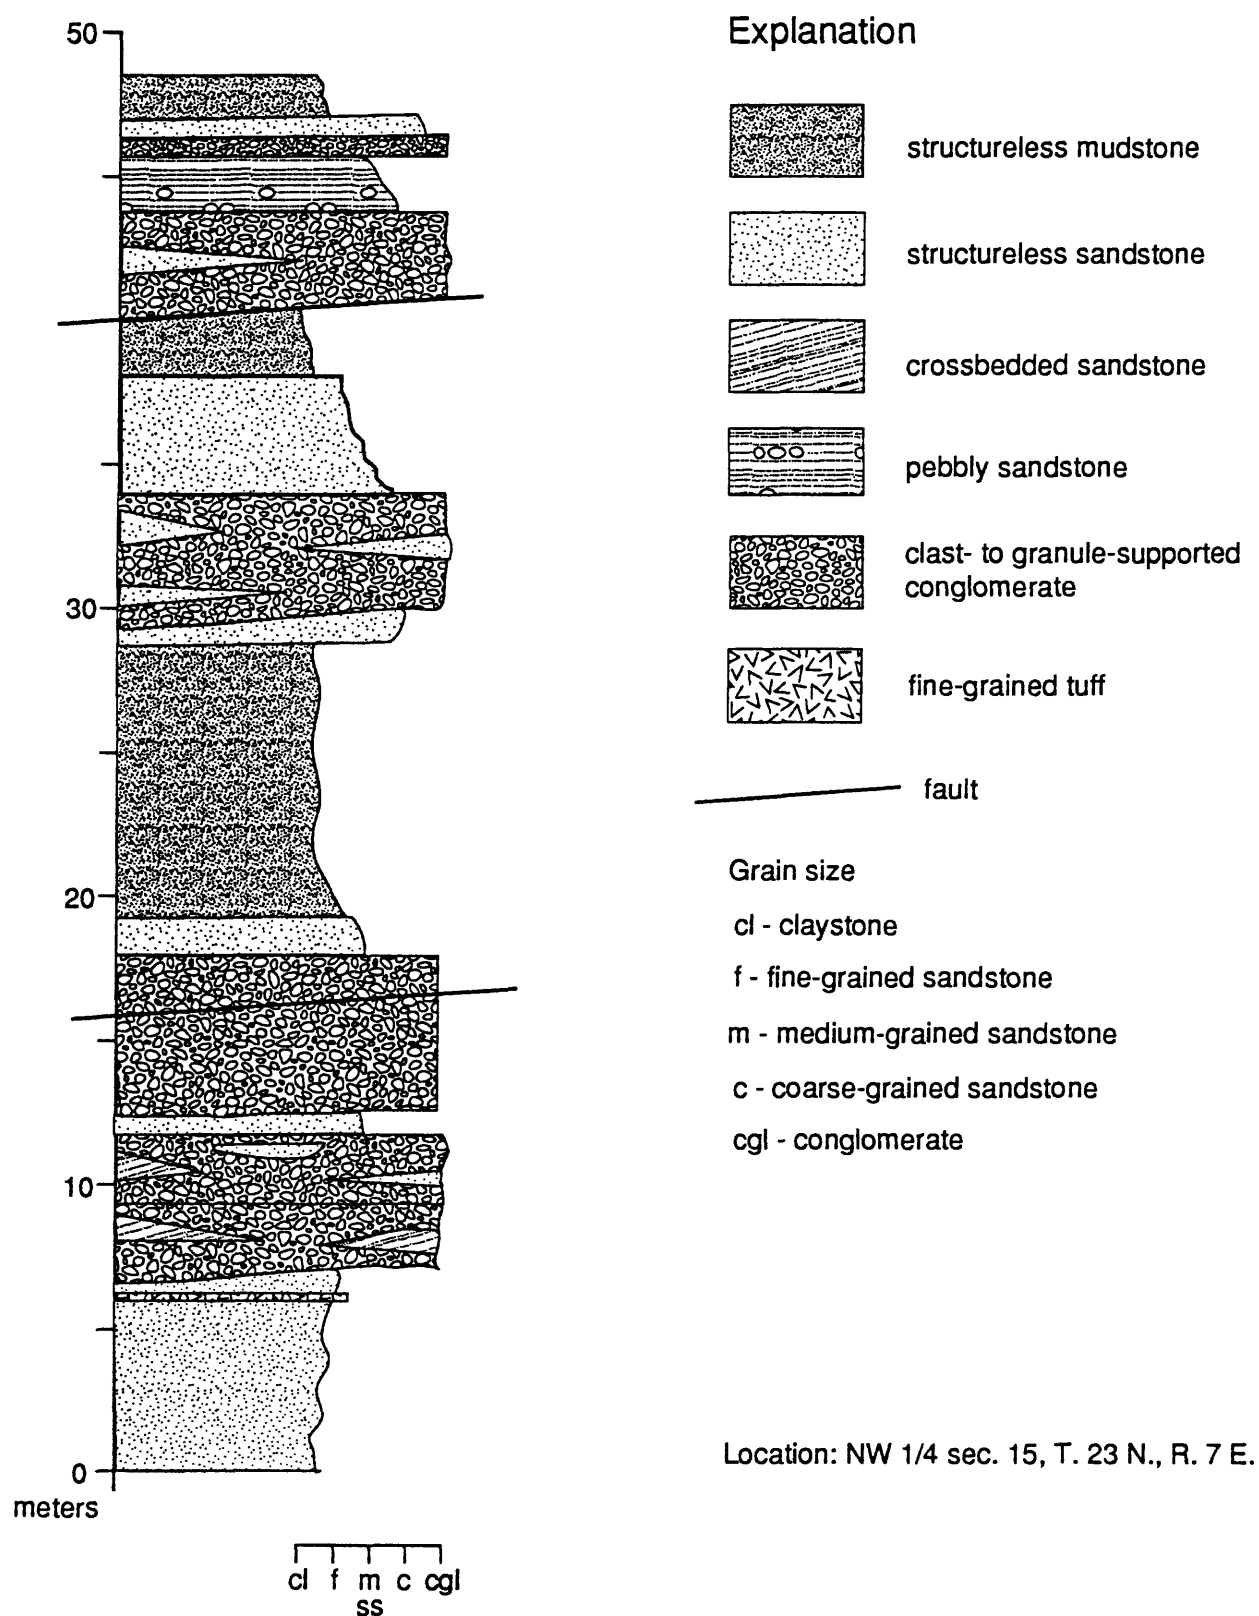 50
30
20
10
0
meters
cl f m c cgl
ss
Explanation
structureless mudstone
structureless sandstone
crossbedded sandstone
pebbly sandstone
clast- to granule-supported
conglomerate
fine-grained tuff
fault
Grain size
cl - claystone
f - fine-grained sandstone
m - medium-grained sandstone
c - coarse-grained sandstone
cgl - conglomerate
Location: NW 1/4 sec. 15, T. 23 N., R. 7 E.